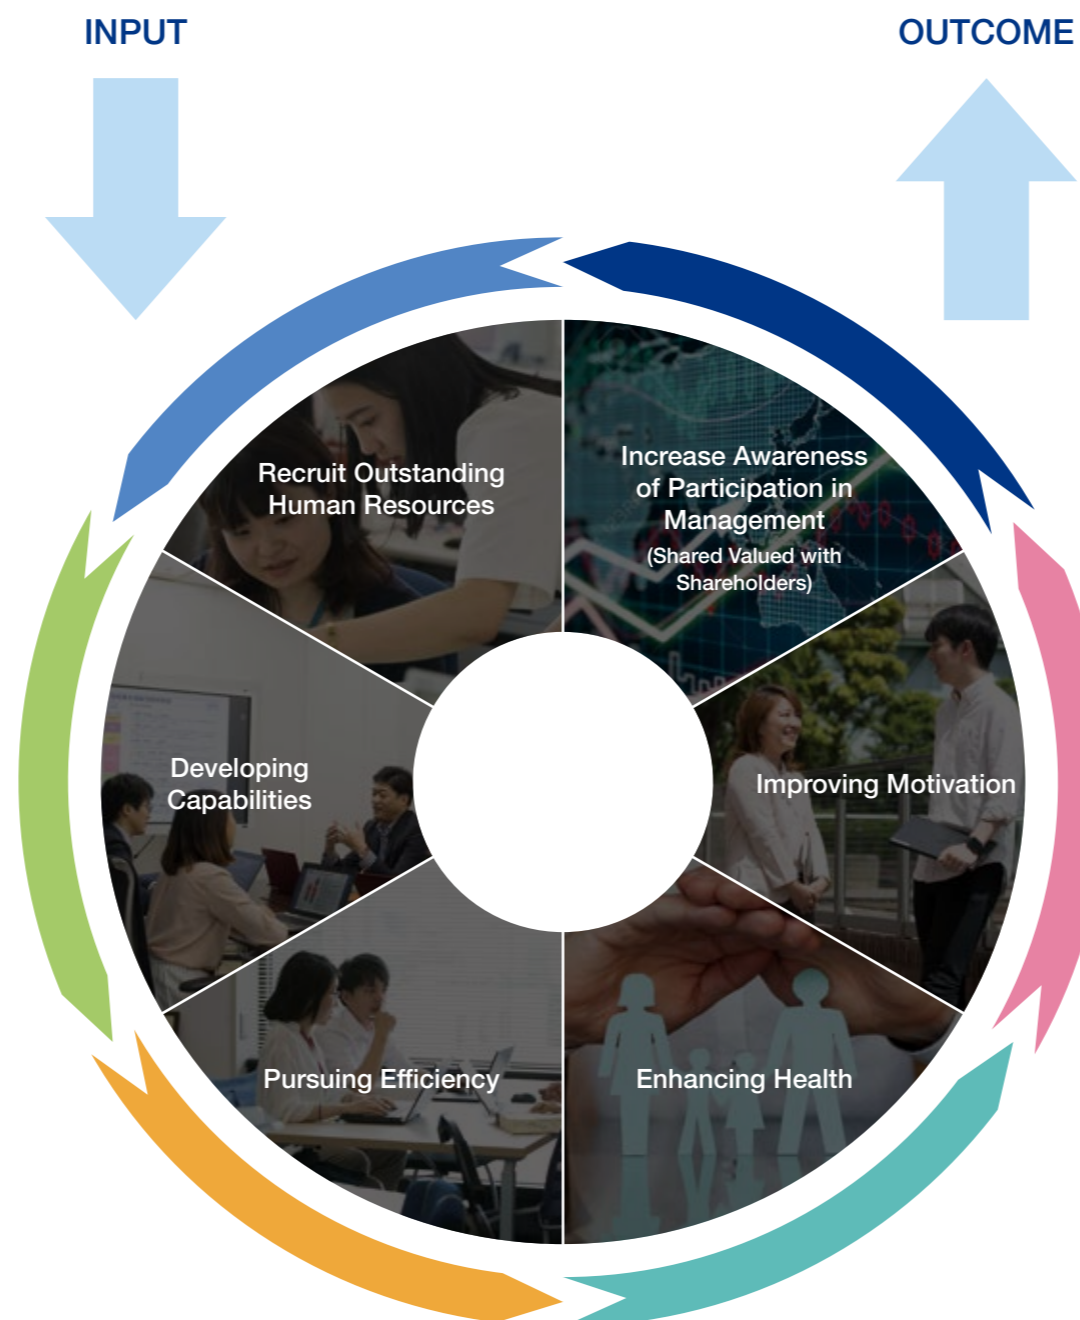 INPUT
OUTCOME
Recruit Outstanding
Human Resources
Increase Awareness
of Participation in
Management
(Shared Valued with
Shareholders)
Developing
Capabilities
Improving Motivation
Pursuing Efficiency
Enhancing Health